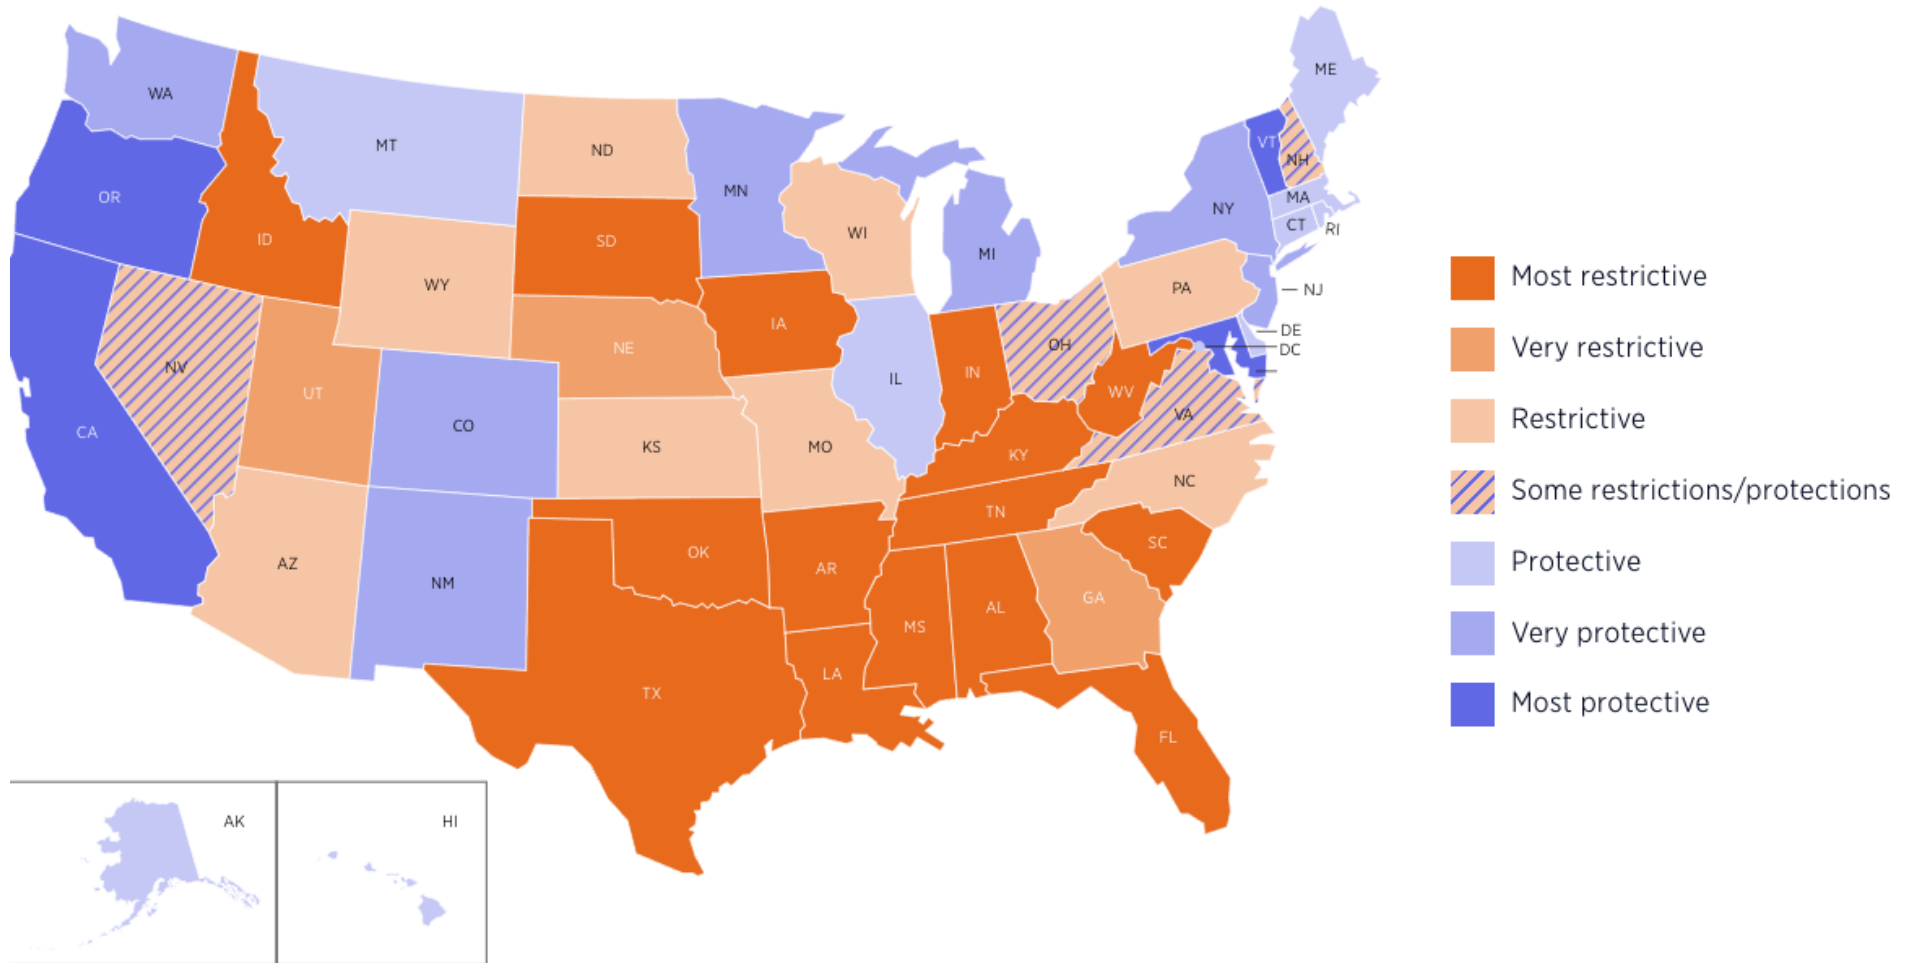 ME
WA
MT
ND
VT
NH
OR
MN
MA
NY
CT
RI
ID
SD
WI
MI
WY
PA
NJ
IA
DE
NE
OH
DC
NV
IN
UT
IL
WV
CO
VA
CA
KS
MO
KY
NC
TN
AZ
OK
SC
AR
NM
GA
AL
MS
LA
TX
FL
AK
HI
Most restrictive
Very restrictive
Restrictive
Some restrictions/protections
Protective
Very protective
Most protective